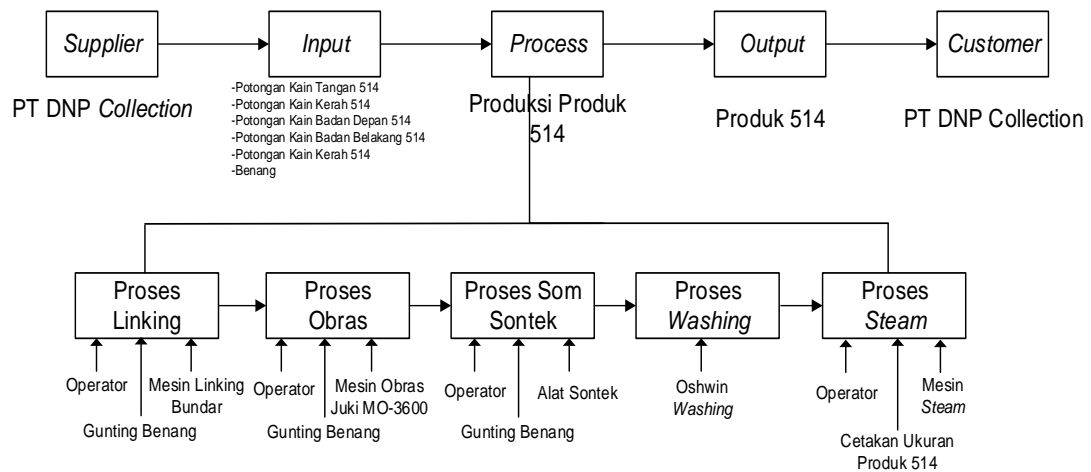 Supplier
Input
Process
Output
Customer
PT DNP Collection
-Potongan Kain Tangan 514
-Potongan Kain Kerah 514
-Potongan Kain Badan Depan 514
-Potongan Kain Badan Belakang 514
-Potongan Kain Kerah 514
-Benang
Produksi Produk
514
Produk 514
PT DNP Collection
Proses
Linking
Proses
Obras
Proses Som
Sontek
Proses
Washing
Proses
Steam
Operator
Gunting Benang
Mesin Linking
Bundar
Operator
Gunting Benang
Mesin Obras
Juki MO-3600
Operator
Gunting Benang
Alat Sontek
Oshwin
Washing
Operator
Cetakan Ukuran
Produk 514
Mesin
Steam